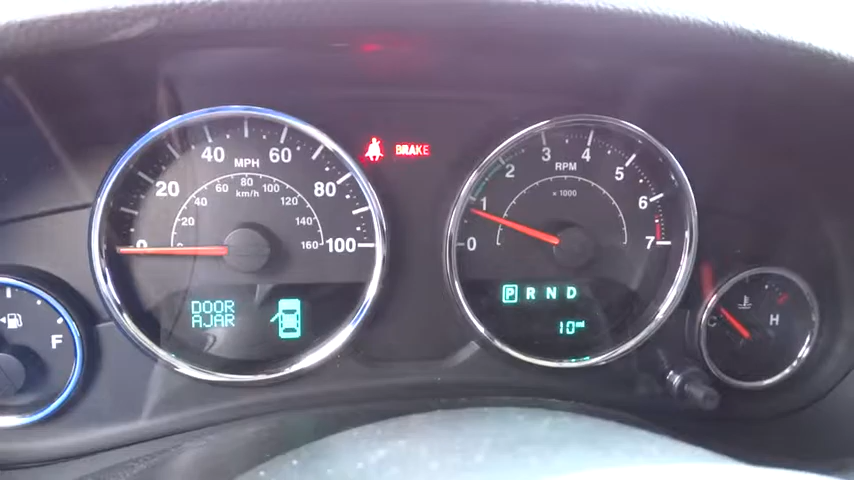 BRAKE
MPH
20 40 60 80 100
km/h
20 40 60 80 100 120 140 160
DOOR
AJAR
RPM
× 1000
0 1 2 3 4 5 6 7
P R N D
10 mi
F
C H